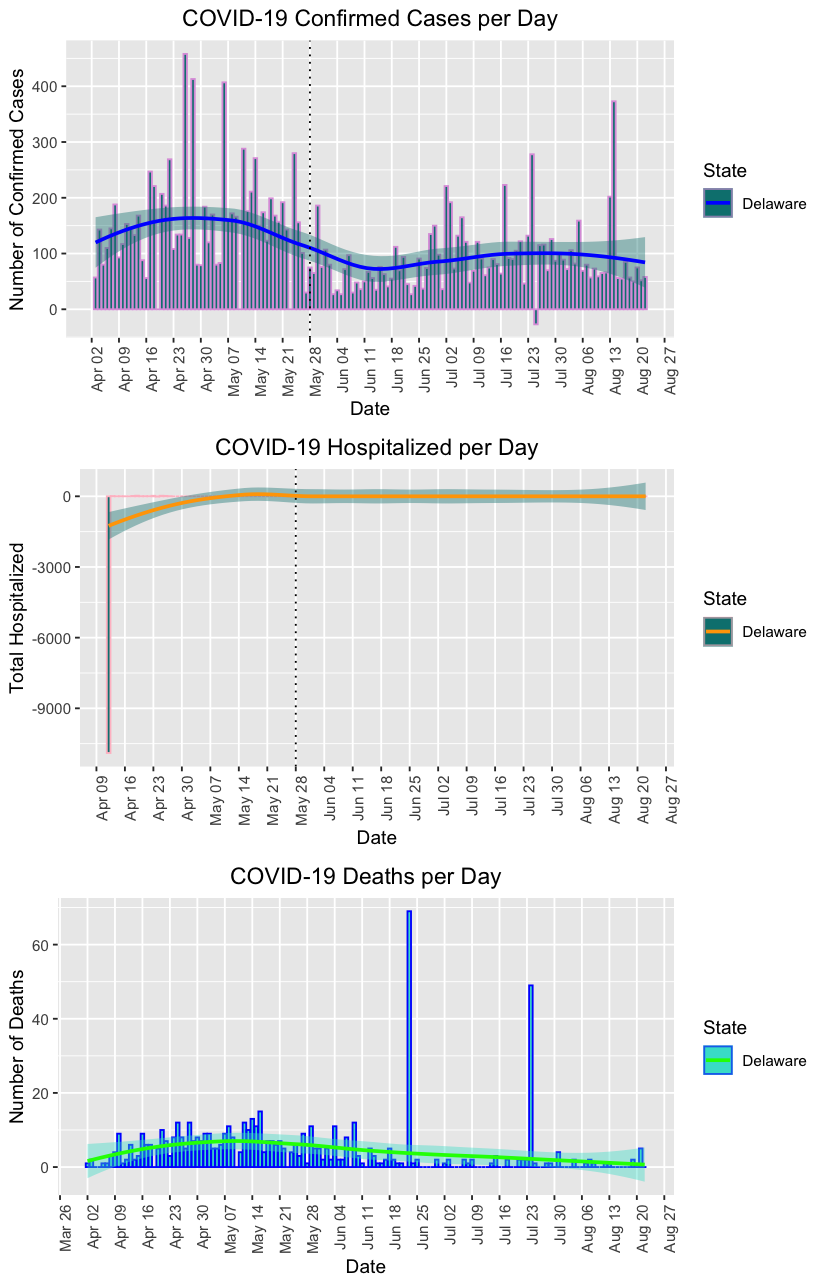 COVID-19 Confirmed Cases per Day
Number of Confirmed Cases
400
300
200
100
0
Apr 02
Apr 09
Apr 16
Apr 23
Apr 30
May 07
May 14
May 21
May 28
Jun 04
Jun 11
Jun 18
Jun 25
Jul 02
Jul 09
Jul 16
Jul 23
Jul 30
Aug 06
Aug 13
Aug 20
Aug 27
Date
State
Delaware
COVID-19 Hospitalized per Day
Total Hospitalized
0
-3000
-6000
-9000
Apr 09
Apr 16
Apr 23
Apr 30
May 07
May 14
May 21
May 28
Jun 04
Jun 11
Jun 18
Jun 25
Jul 02
Jul 09
Jul 16
Jul 23
Jul 30
Aug 06
Aug 13
Aug 20
Aug 27
Date
State
Delaware
COVID-19 Deaths per Day
Number of Deaths
60
40
20
0
Mar 26
Apr 02
Apr 09
Apr 16
Apr 23
Apr 30
May 07
May 14
May 21
May 28
Jun 04
Jun 11
Jun 18
Jun 25
Jul 02
Jul 09
Jul 16
Jul 23
Jul 30
Aug 06
Aug 13
Aug 20
Aug 27
Date
State
Delaware